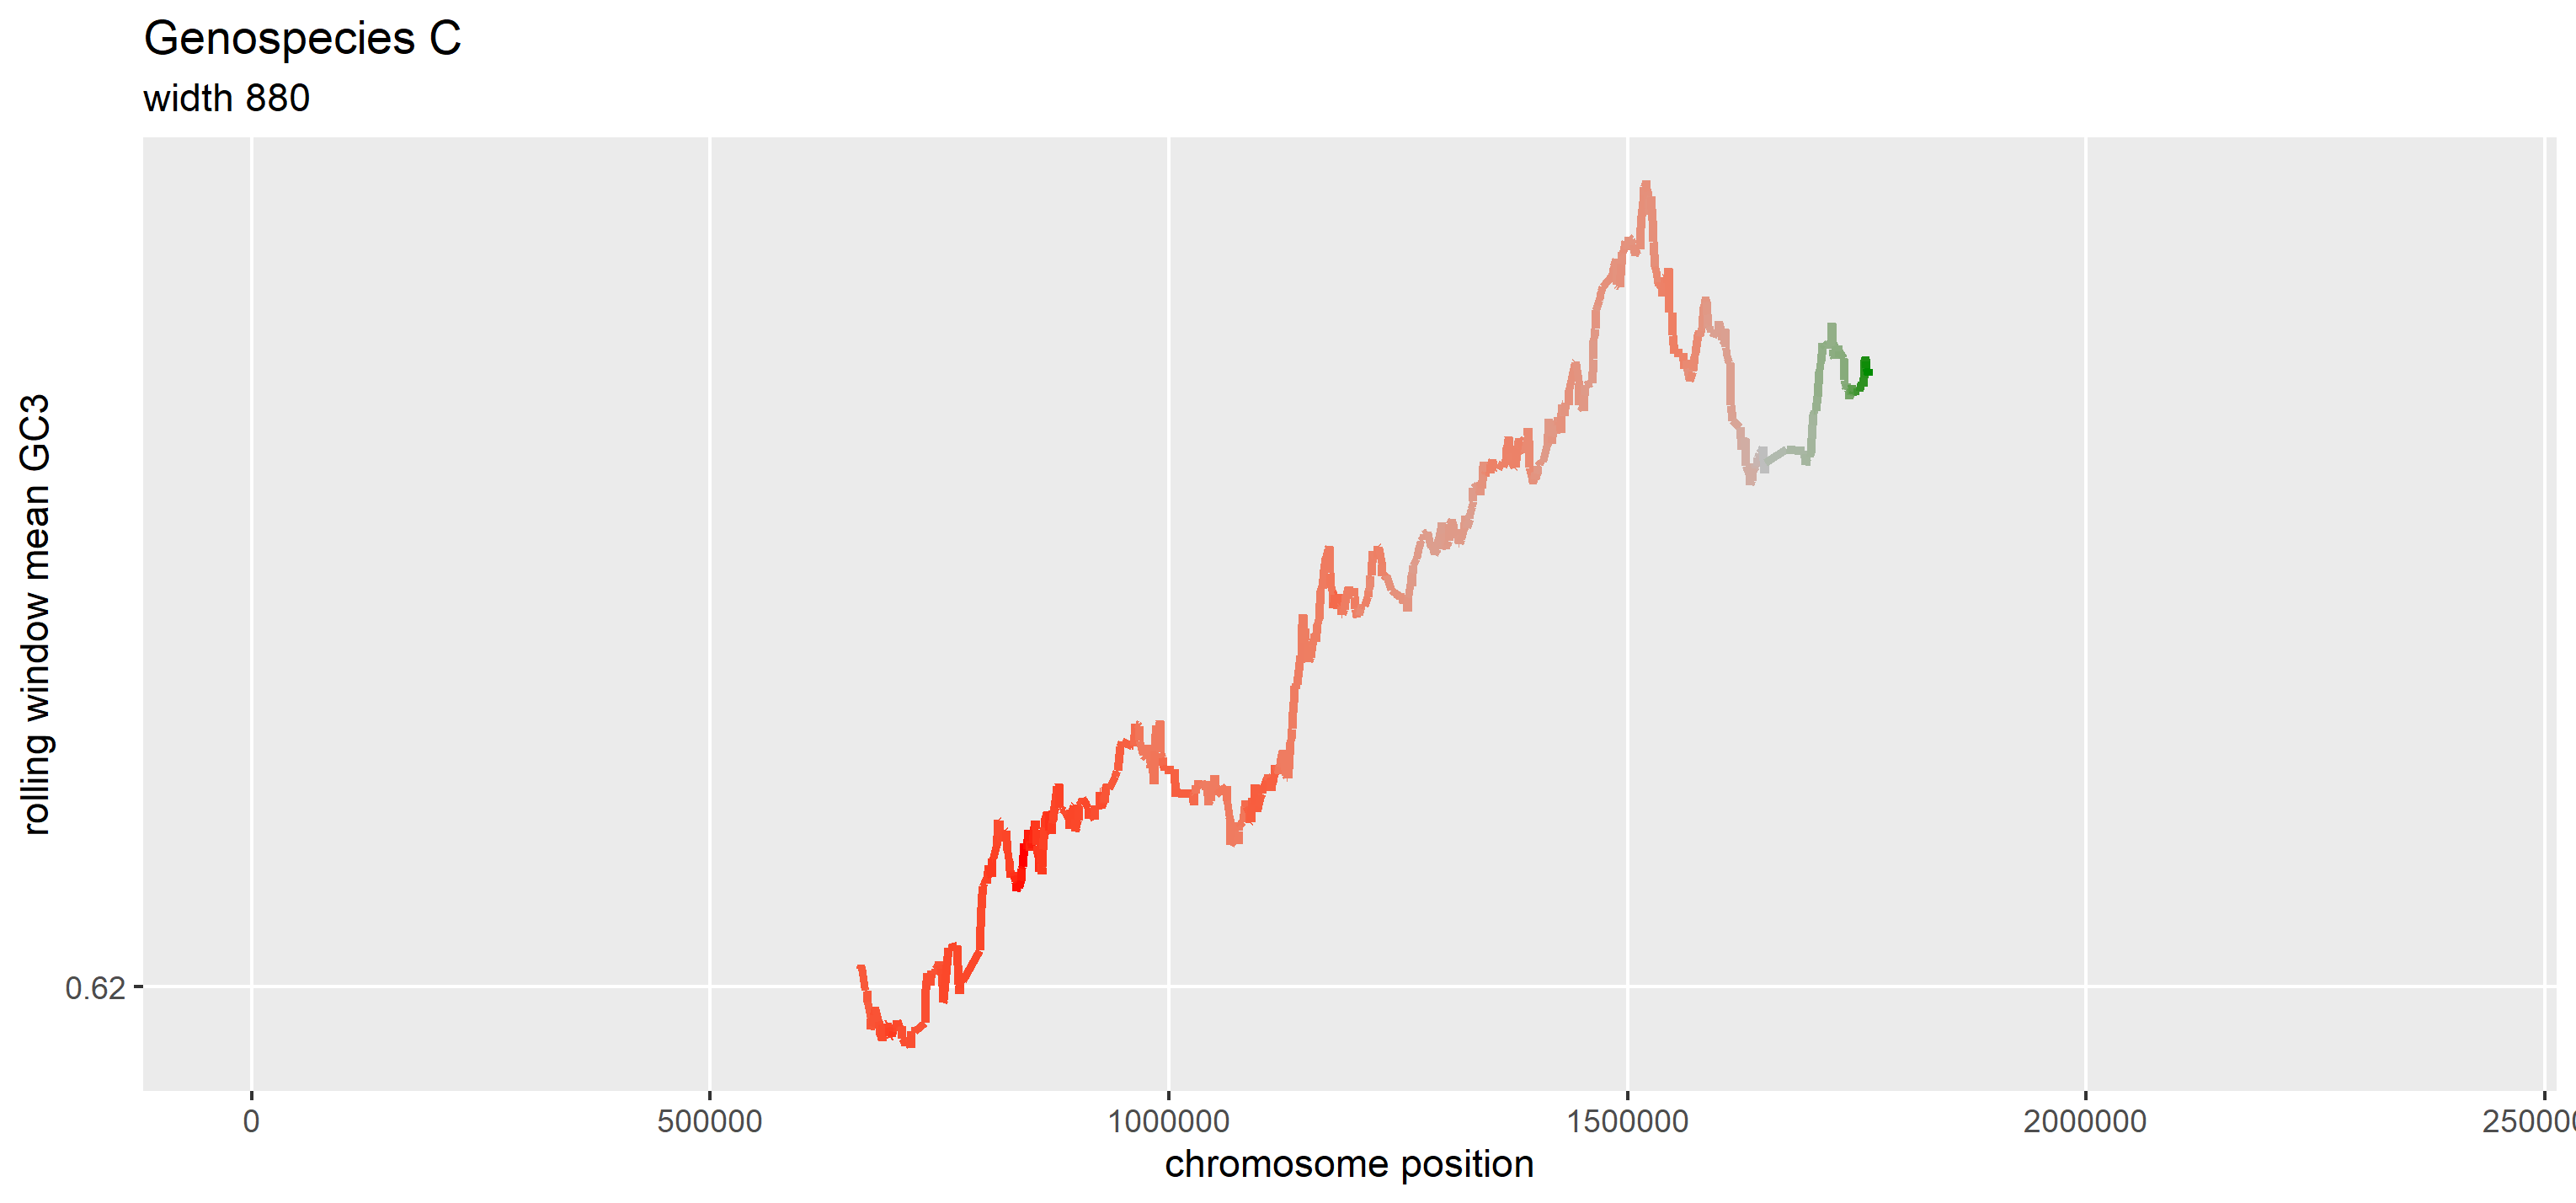 Genospecies C
width 880
rolling window mean GC3
0.62
0 500000 1000000 1500000 2000000
chromosome position